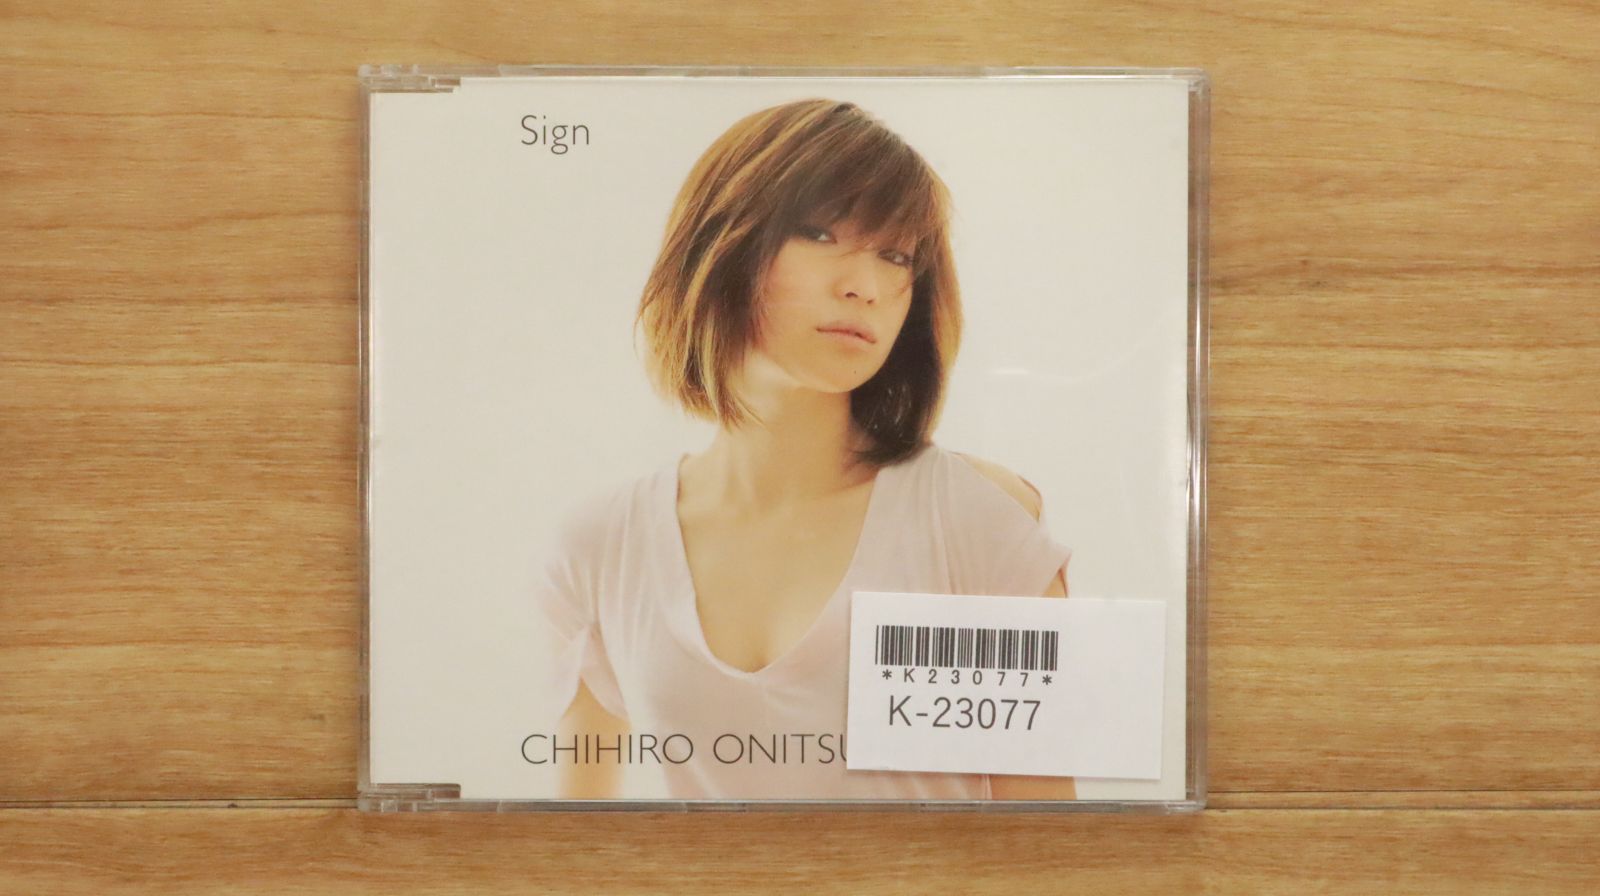 Sign
*K23077*
K-23077
CHIHIRO ONITSU